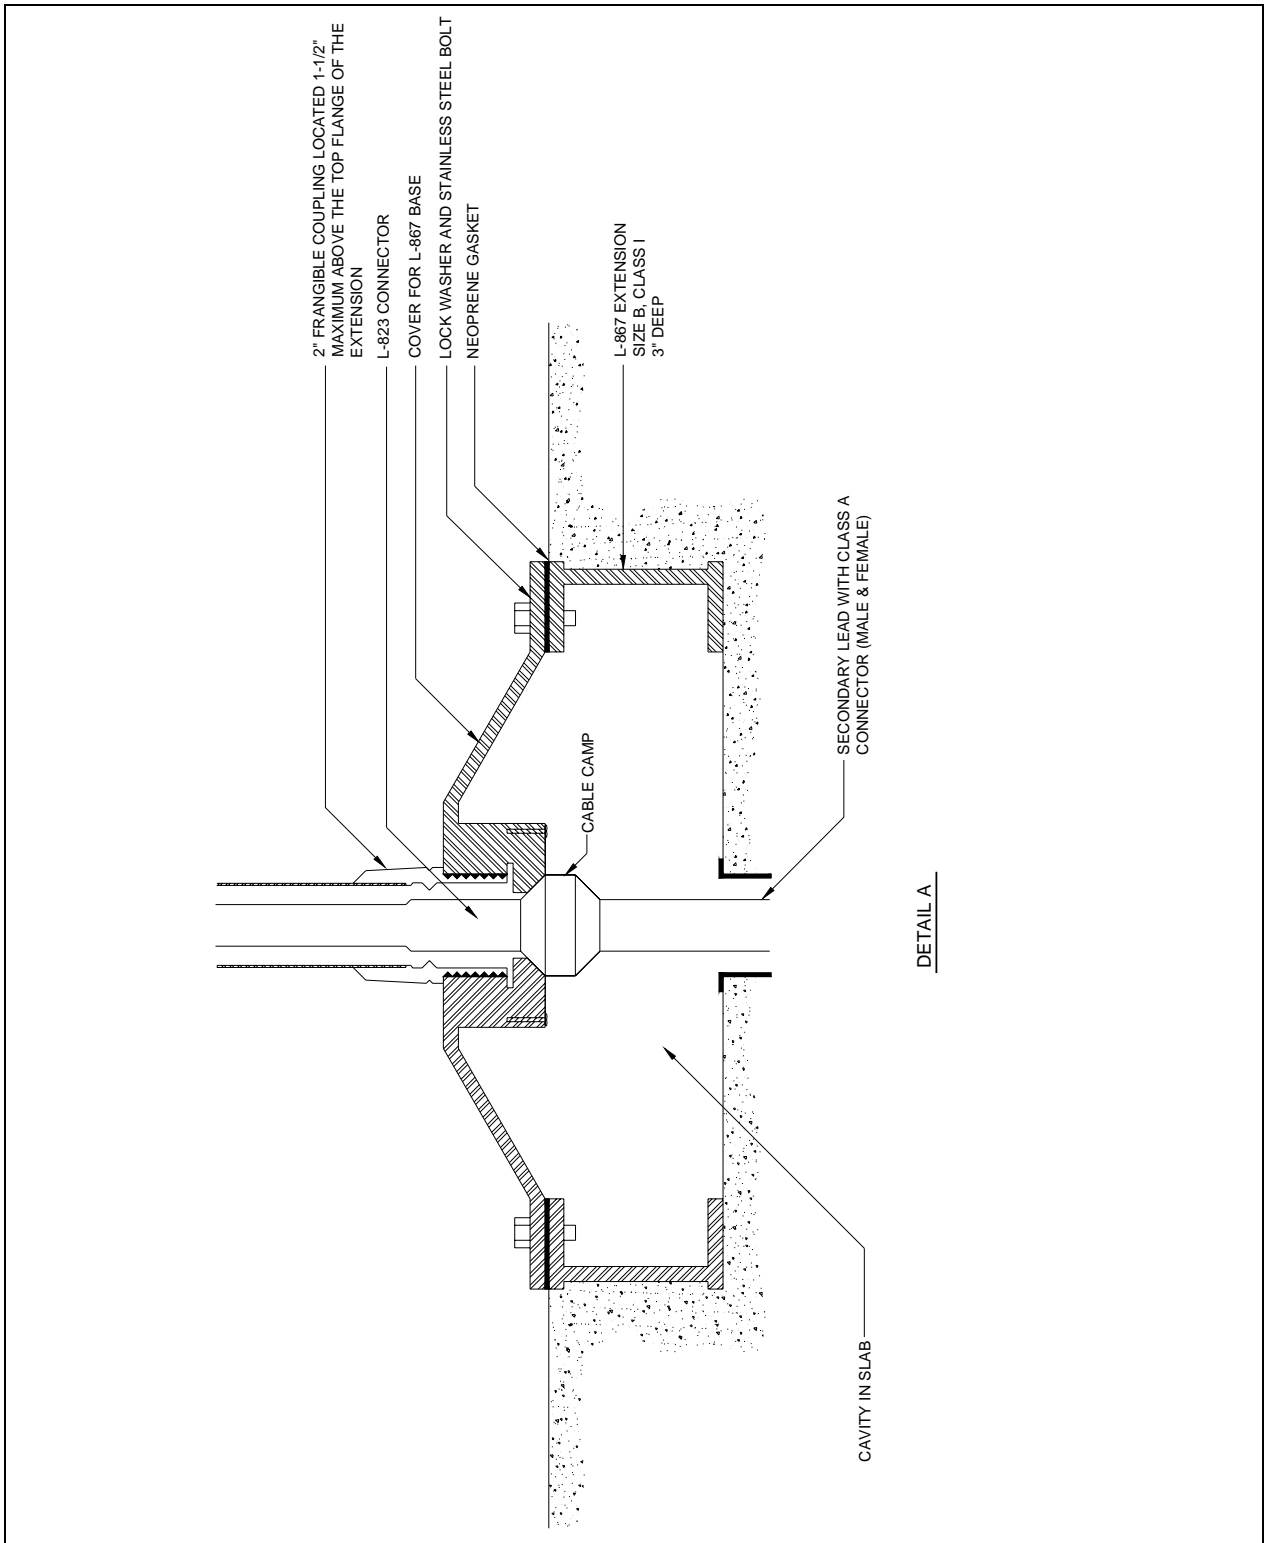 2" FRANGIBLE COUPLING LOCATED 1-1/2"
MAXIMUM ABOVE THE TOP FLANGE OF THE
EXTENSION
L-823 CONNECTOR
COVER FOR L-867 BASE
LOCK WASHER AND STAINLESS STEEL BOLT
NEOPRENE GASKET
L-867 EXTENSION
SIZE B, CLASS I
3" DEEP
CABLE CAMP
SECONDARY LEAD WITH CLASS A
CONNECTOR (MALE & FEMALE)
CAVITY IN SLAB
DETAIL A